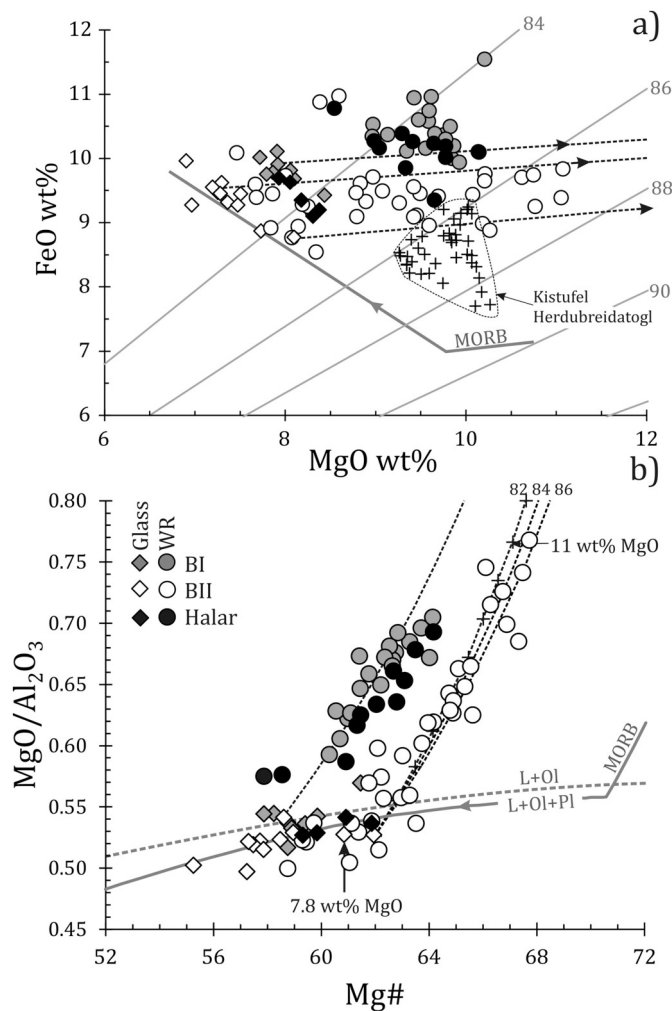 a)
84
86
88
90
12
11
10
9
8
7
6
FeO wt%
Kistufel
Herdubreidatogl
MORB
6
8
10
12
MgO wt%
b)
82 84 86
0.80
0.75
0.70
0.65
0.60
0.55
0.50
0.45
MgO/Al₂O₃
Glass
WR
BI
BII
Halar
11 wt% MgO
MORB
L+Ol
L+Ol+Pl
7.8 wt% MgO
52
56
60
64
68
72
Mg#